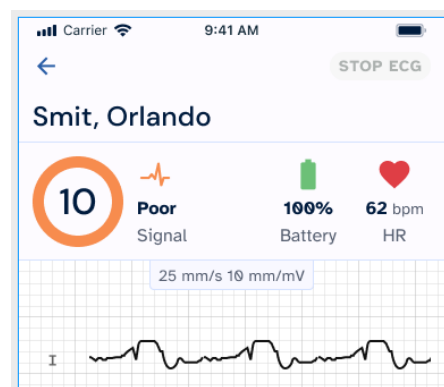 Carrier 9:41 AM
STOP ECG
Smit, Orlando
10
Poor 100% 62 bpm
Signal Battery HR
25 mm/s 10 mm/mV
I